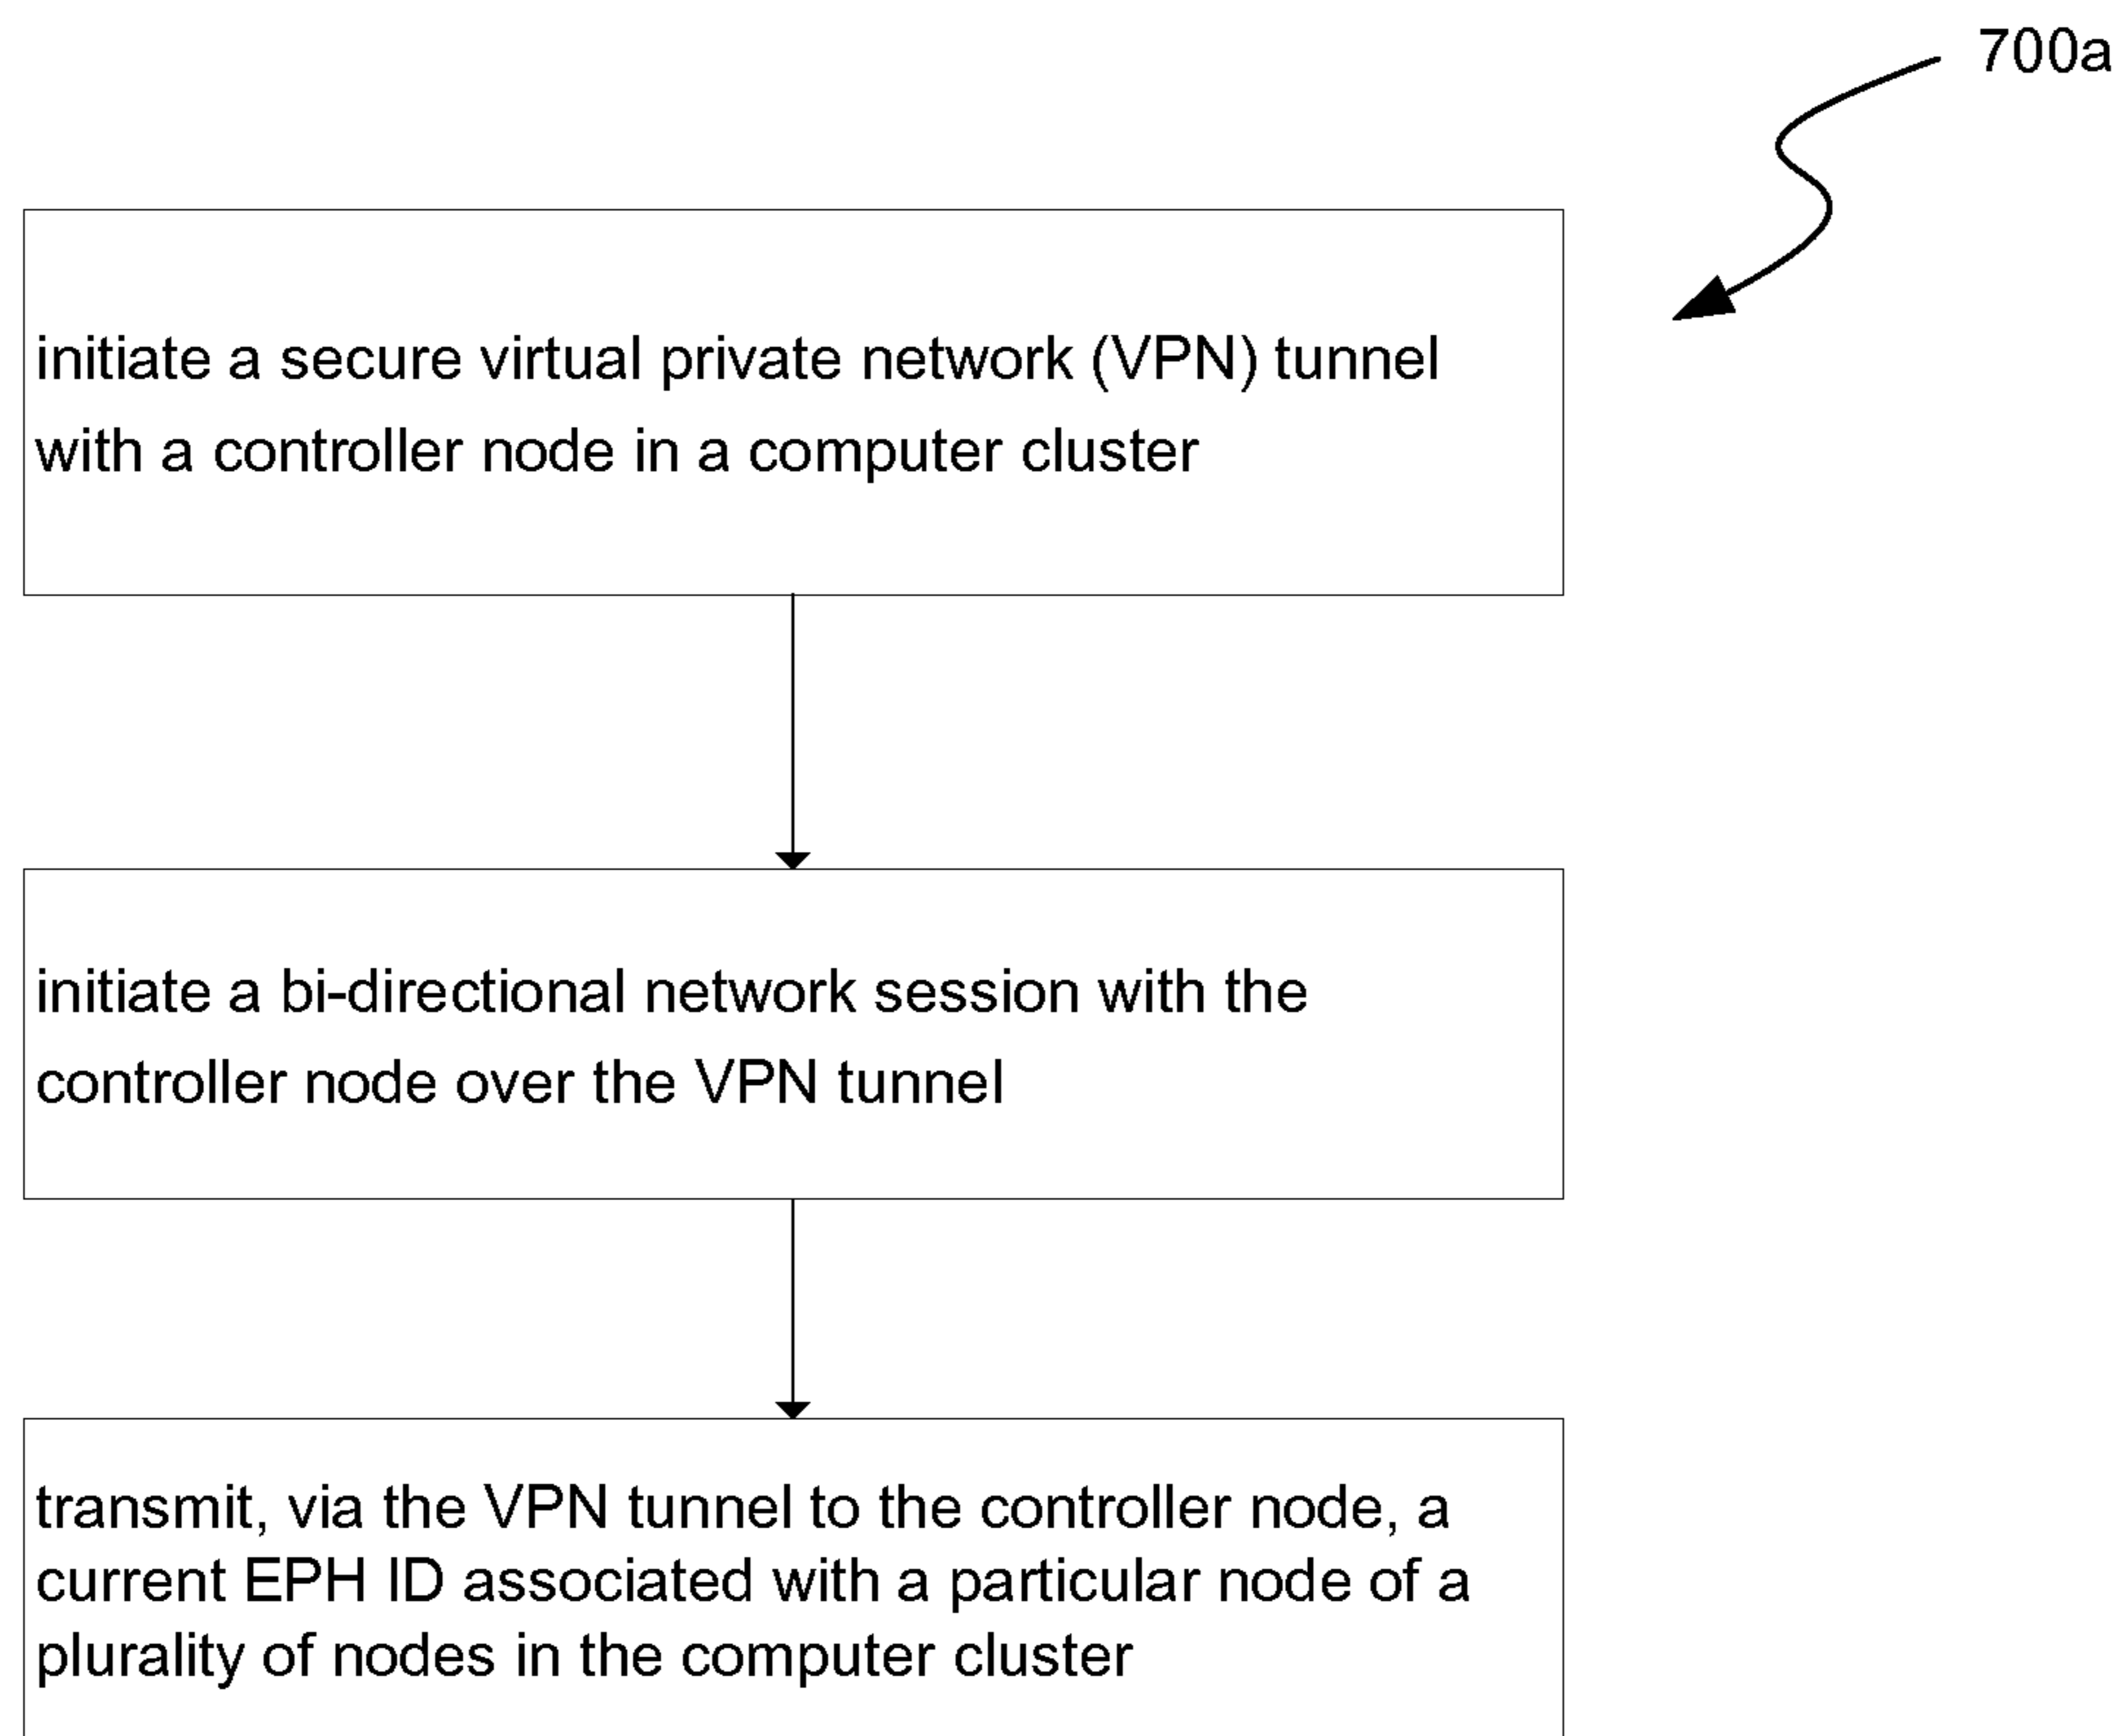 700a
initiate a secure virtual private network (VPN) tunnel
with a controller node in a computer cluster
initiate a bi-directional network session with the
controller node over the VPN tunnel
transmit, via the VPN tunnel to the controller node, a
current EPH ID associated with a particular node of a
plurality of nodes in the computer cluster